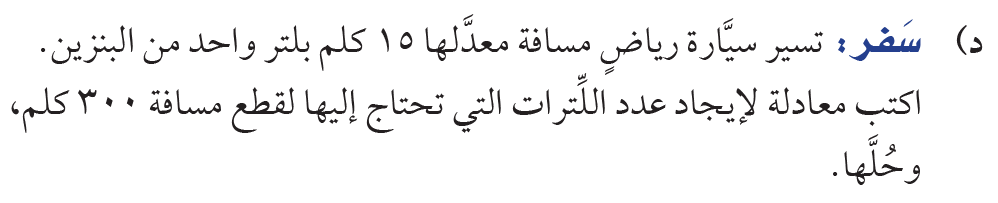 د) سَفر: تسير سيَّارة رياضٍ مسافة معدَّلها ١٥ كلم بلتر واحد من البنزين.
اكتب معادلة لإيجاد عدد اللِّترات التي تحتاج إليها لقطع مسافة ٣٠٠ كلم،
وحُلَّها.